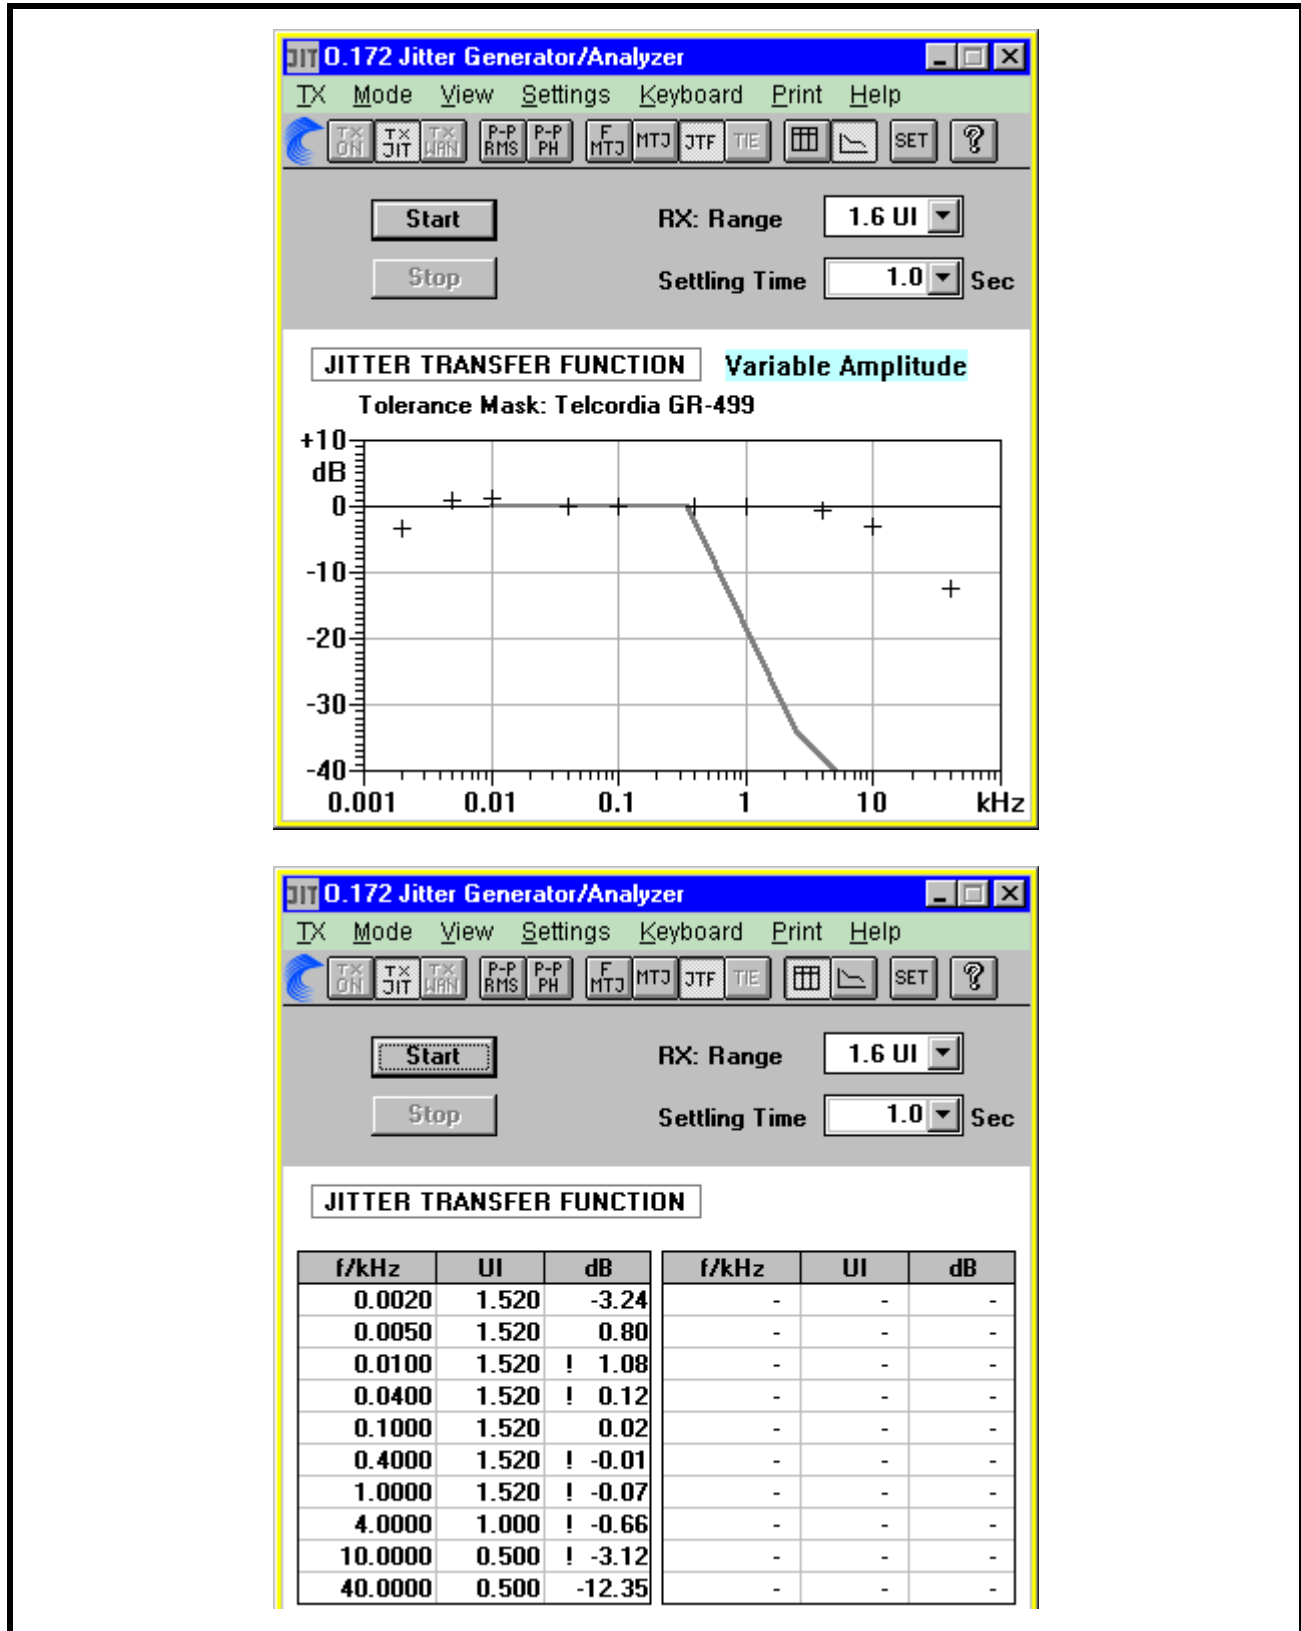 JIT O.172 Jitter Generator/Analyzer
TX Mode View Settings Keyboard Print Help
TX ON TX JIT TX WAN P-P RMS P-P PH F MTJ MTJ JTF TIE SET ?
Start RX: Range 1.6 UI
Stop Settling Time 1.0 Sec
JITTER TRANSFER FUNCTION Variable Amplitude
Tolerance Mask: Telcordia GR-499
+10
dB
0
-10
-20
-30
-40
0.001 0.01 0.1 1 10 kHz
JIT O.172 Jitter Generator/Analyzer
TX Mode View Settings Keyboard Print Help
TX ON TX JIT TX WAN P-P RMS P-P PH F MTJ MTJ JTF TIE SET ?
Start RX: Range 1.6 UI
Stop Settling Time 1.0 Sec
JITTER TRANSFER FUNCTION
f/kHz UI dB f/kHz UI dB
0.0020 1.520 -3.24 - - -
0.0050 1.520 0.80 - - -
0.0100 1.520 ! 1.08 - - -
0.0400 1.520 ! 0.12 - - -
0.1000 1.520 0.02 - - -
0.4000 1.520 ! -0.01 - - -
1.0000 1.520 ! -0.07 - - -
4.0000 1.000 ! -0.66 - - -
10.0000 0.500 ! -3.12 - - -
40.0000 0.500 -12.35 - - -